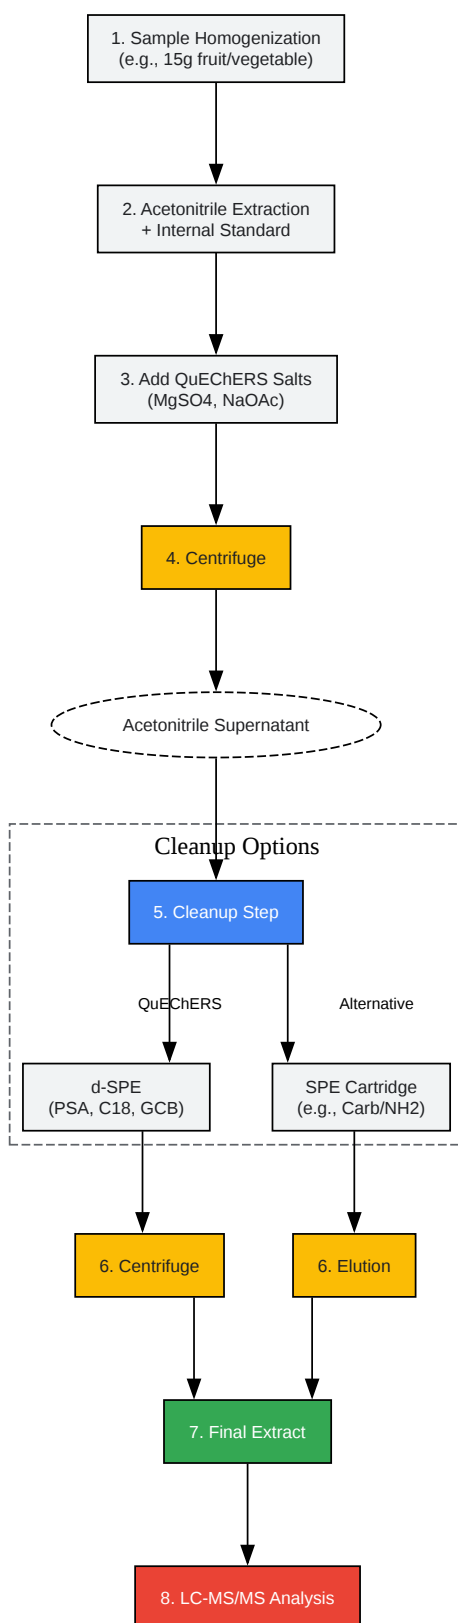 1. Sample Homogenization
(e.g., 15g fruit/vegetable)
2. Acetonitrile Extraction
+ Internal Standard
3. Add QuEChERS Salts
(MgSO4, NaOAc)
4. Centrifuge
Acetonitrile Supernatant
Cleanup Options
5. Cleanup Step
QuEChERS
Alternative
d-SPE
(PSA, C18, GCB)
SPE Cartridge
(e.g., Carb/NH2)
6. Centrifuge
6. Elution
7. Final Extract
8. LC-MS/MS Analysis